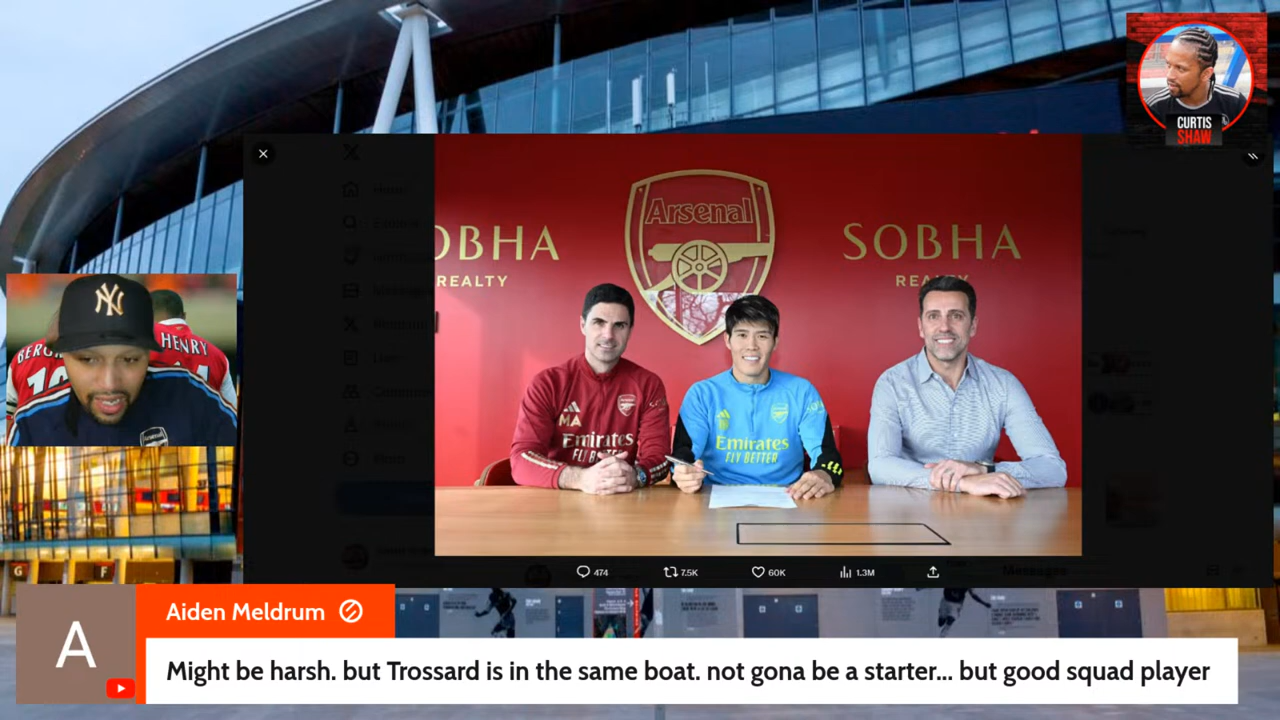 CURTIS
SHAW
Arsenal
OBHA
REALTY
SOBHA
REALTY
BERG
10
HENRY
MA
Emirates
FLY BETTER
Emirates
FLY BETTER
474
7.5K
60K
1.3M
G
F
A
Aiden Meldrum
Might be harsh. but Trossard is in the same boat. not gona be a starter... but good squad player